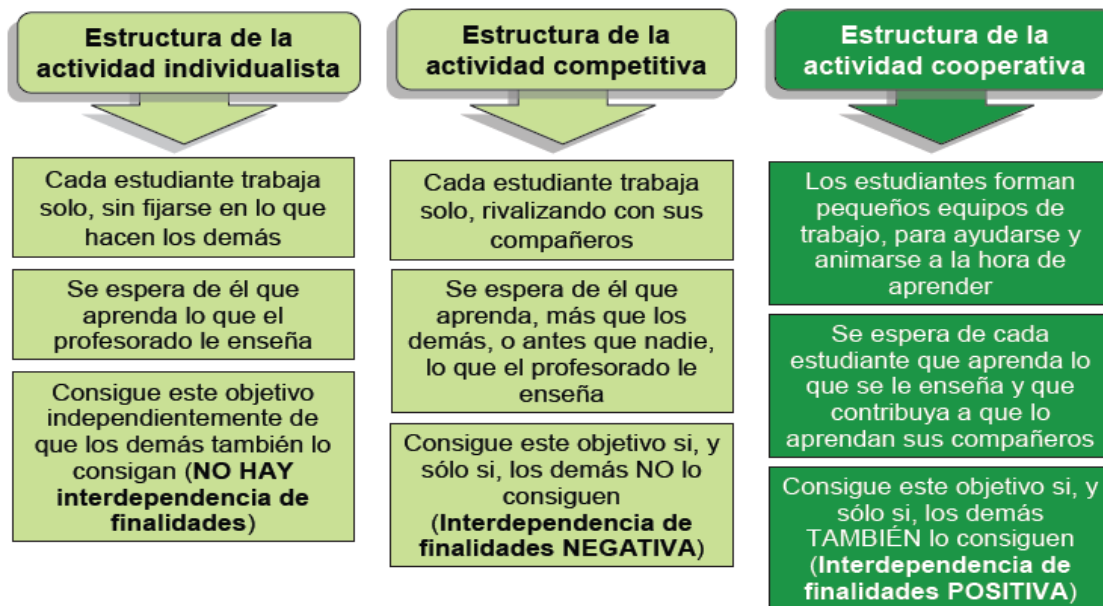 Estructura de la
actividad individualista
Cada estudiante trabaja
solo, sin fijarse en lo que
hacen los demás
Se espera de él que
aprenda lo que el
profesorado le enseña
Consigue este objetivo
independientemente de
que los demás también lo
consigan (NO HAY
interdependencia de
finalidades)
Estructura de la
actividad competitiva
Cada estudiante trabaja
solo, rivalizando con sus
compañeros
Se espera de él que
aprenda, más que los
demás, o antes que nadie,
lo que el profesorado le
enseña
Consigue este objetivo si, y
sólo si, los demás NO lo
consiguen
(Interdependencia de
finalidades NEGATIVA)
Estructura de la
actividad cooperativa
Los estudiantes forman
pequeños equipos de
trabajo, para ayudarse y
animarse a la hora de
aprender
Se espera de cada
estudiante que aprenda lo
que se le enseña y que
contribuya a que lo
aprendan sus compañeros
Consigue este objetivo si, y
sólo si, los demás
TAMBIÉN lo consiguen
(Interdependencia de
finalidades POSITIVA)